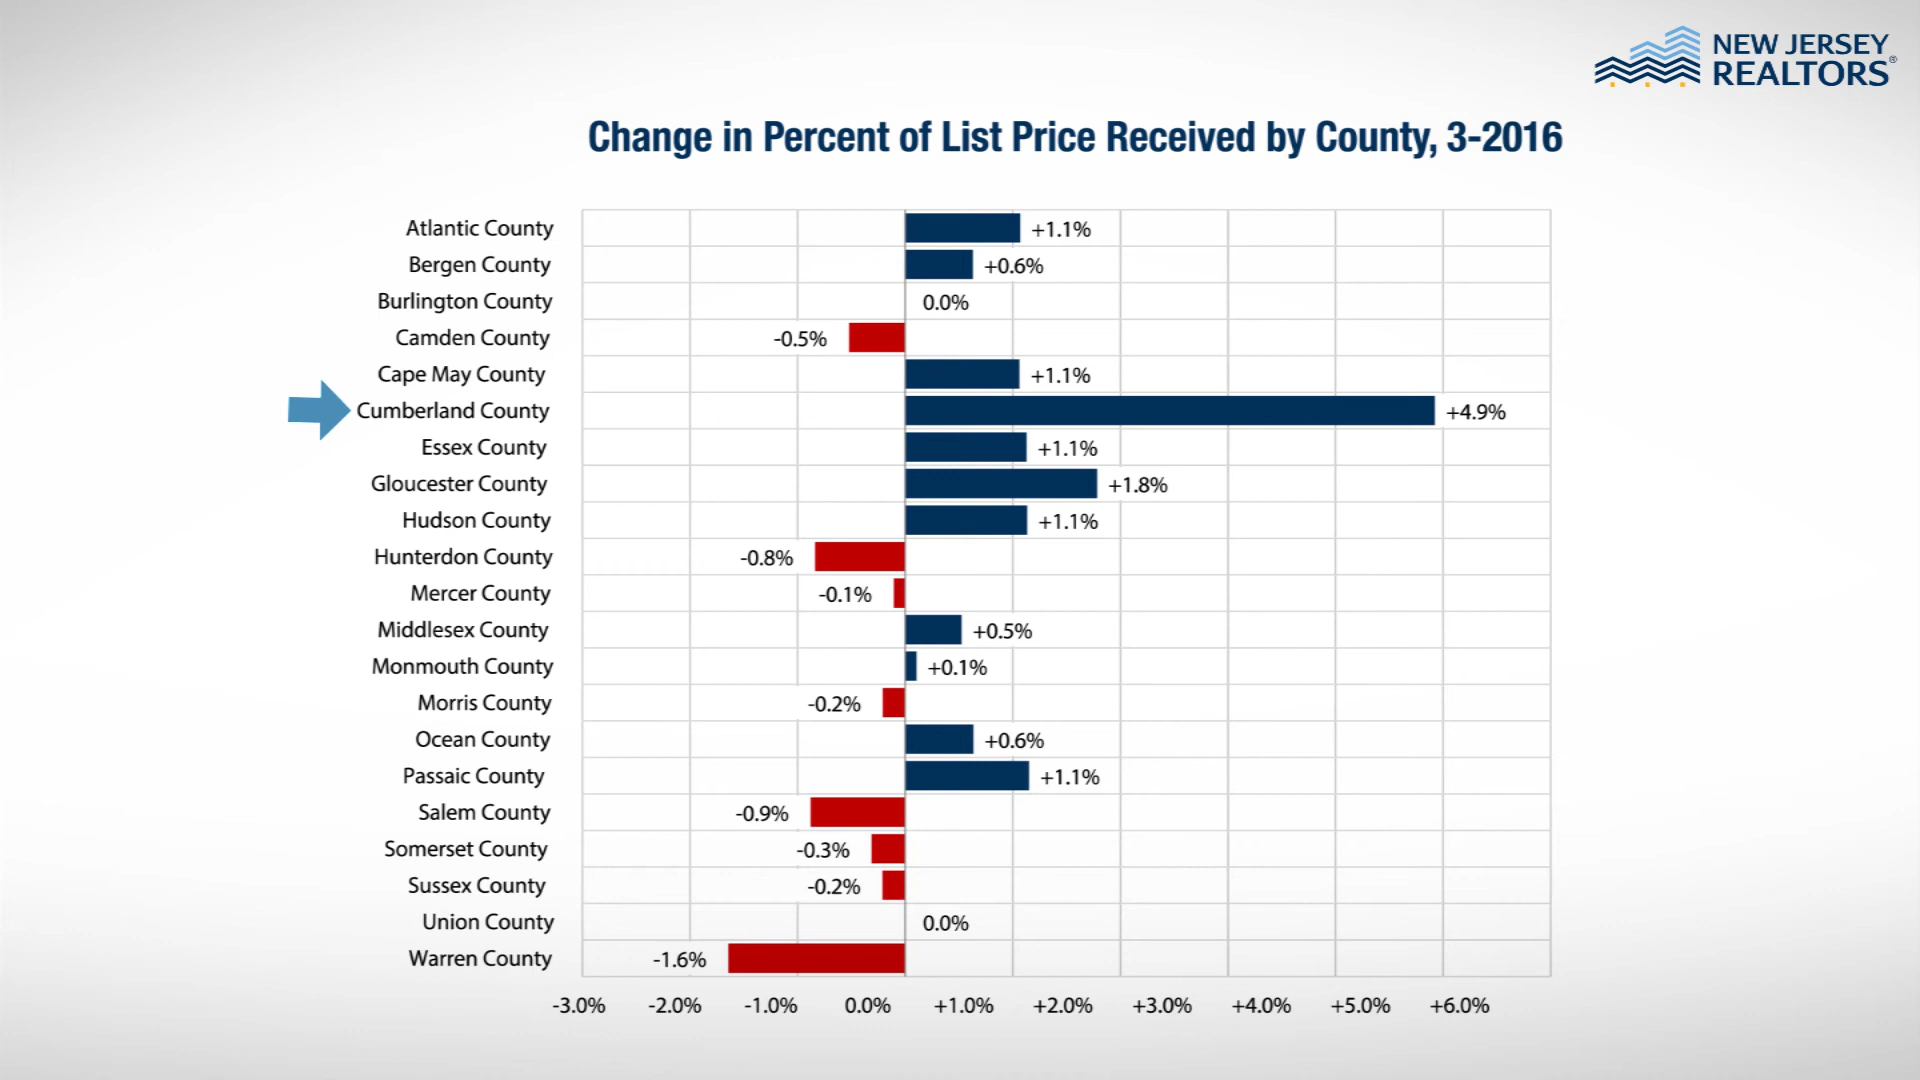 NEW JERSEY
REALTORS®
Change in Percent of List Price Received by County, 3-2016
Atlantic County +1.1%
Bergen County +0.6%
Burlington County 0.0%
Camden County -0.5%
Cape May County +1.1%
Cumberland County +4.9%
Essex County +1.1%
Gloucester County +1.8%
Hudson County +1.1%
Hunterdon County -0.8%
Mercer County -0.1%
Middlesex County +0.5%
Monmouth County +0.1%
Morris County -0.2%
Ocean County +0.6%
Passaic County +1.1%
Salem County -0.9%
Somerset County -0.3%
Sussex County -0.2%
Union County 0.0%
Warren County -1.6%
-3.0% -2.0% -1.0% 0.0% +1.0% +2.0% +3.0% +4.0% +5.0% +6.0%